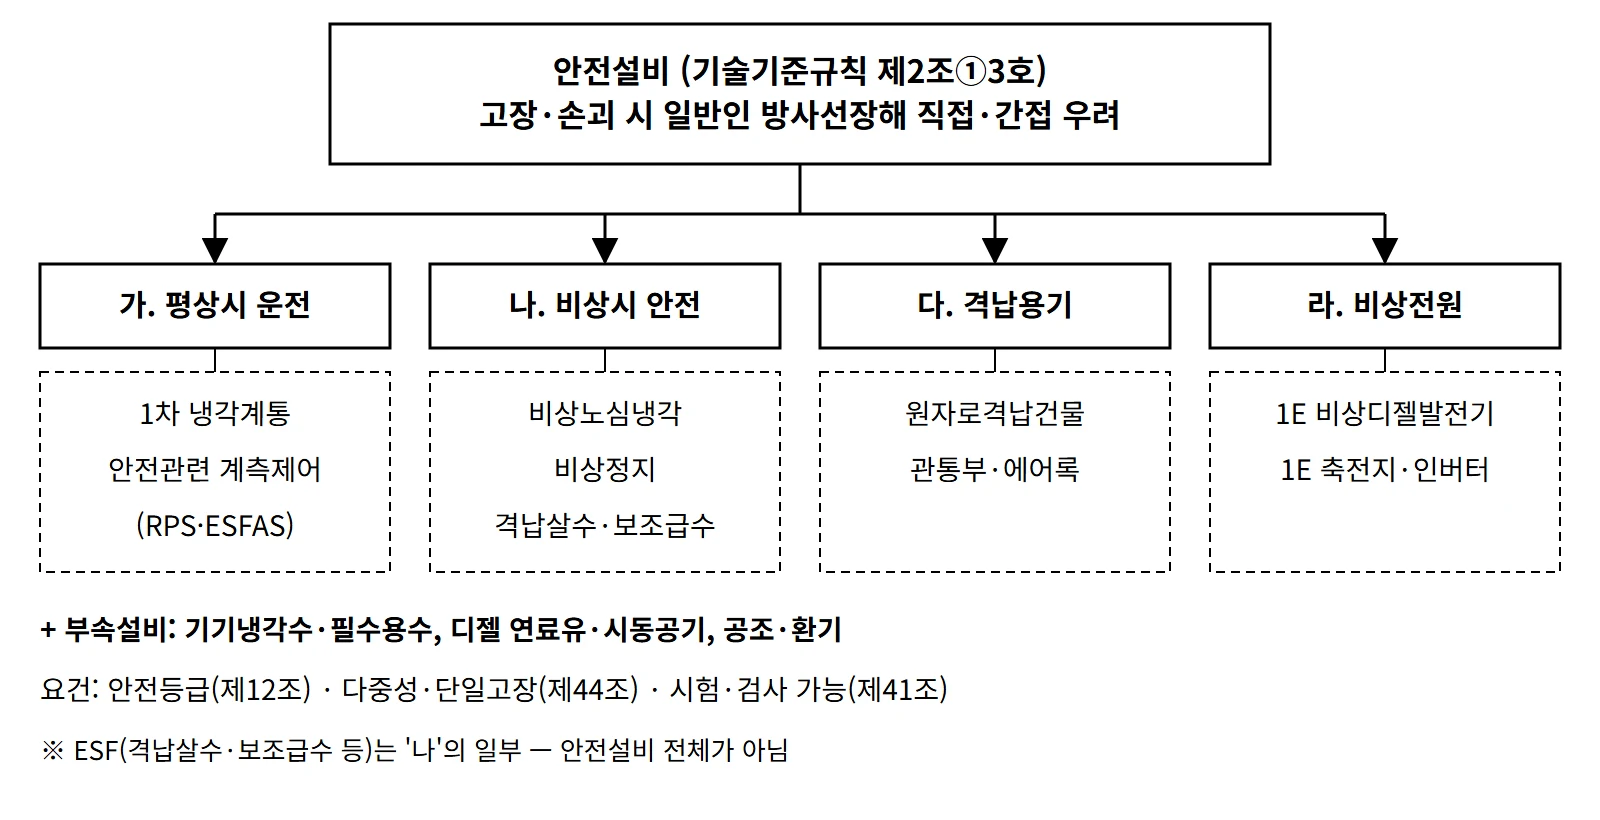 안전설비 (기술기준규칙 제2조①3호)
고장·손괴 시 일반인 방사선장해 직접·간접 우려
가. 평상시 운전
나. 비상시 안전
다. 격납용기
라. 비상전원
1차 냉각계통
안전관련 계측제어
(RPS·ESFAS)
비상노심냉각
비상정지
격납살수·보조급수
원자로격납건물
관통부·에어록
1E 비상디젤발전기
1E 축전지·인버터
+ 부속설비: 기기냉각수·필수용수, 디젤 연료유·시동공기, 공조·환기
요건: 안전등급(제12조) · 다중성·단일고장(제44조) · 시험·검사 가능(제41조)
※ ESF(격납살수·보조급수 등)는 '나'의 일부 — 안전설비 전체가 아님